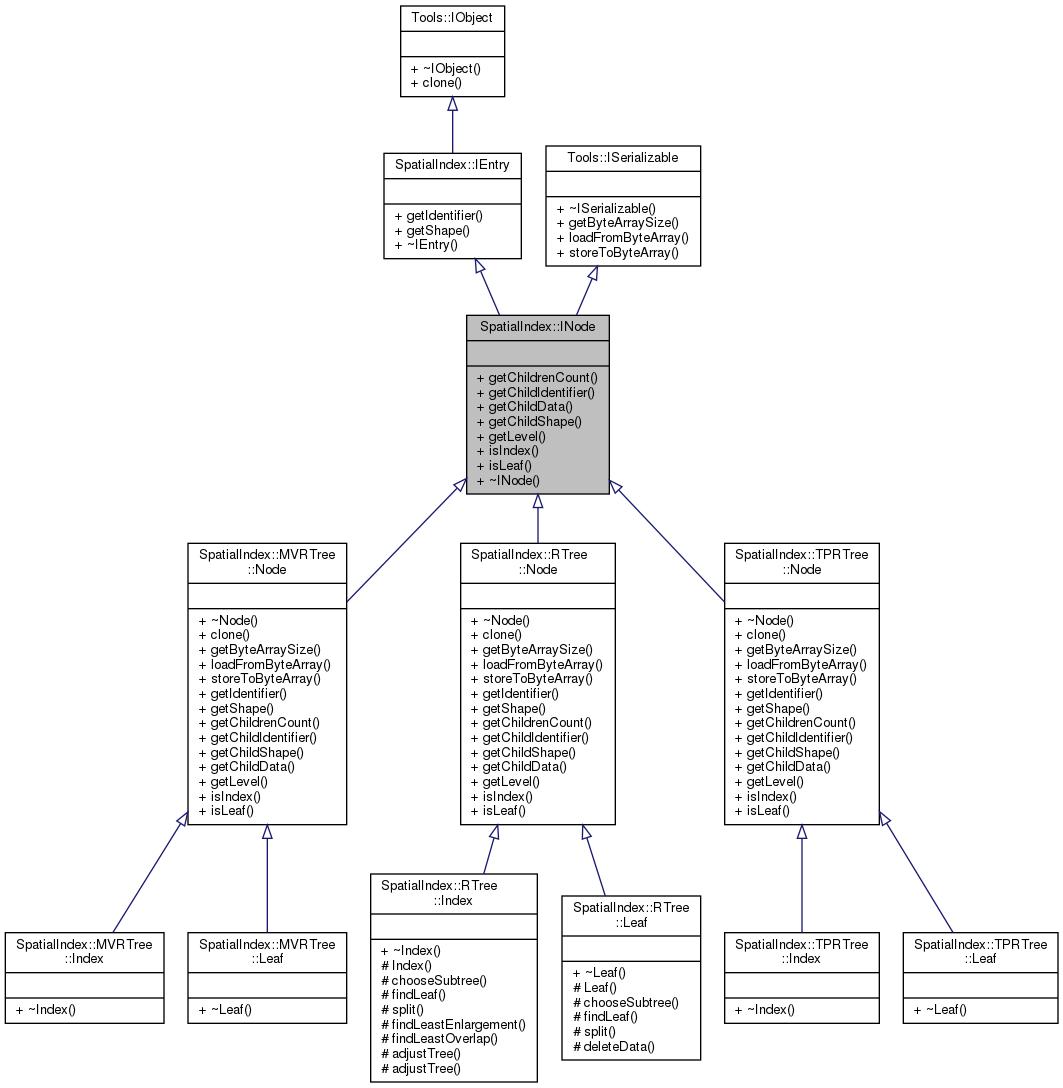 Tools::IObject
+ ~IObject()
+ clone()
SpatialIndex::IEntry
+ getIdentifier()
+ getShape()
+ ~IEntry()
Tools::ISerializable
+ ~ISerializable()
+ getByteArraySize()
+ loadFromByteArray()
+ storeToByteArray()
SpatialIndex::INode
+ getChildrenCount()
+ getChildIdentifier()
+ getChildData()
+ getChildShape()
+ getLevel()
+ isIndex()
+ isLeaf()
+ ~INode()
SpatialIndex::MVRTree
::Node
+ ~Node()
+ clone()
+ getByteArraySize()
+ loadFromByteArray()
+ storeToByteArray()
+ getIdentifier()
+ getShape()
+ getChildrenCount()
+ getChildIdentifier()
+ getChildShape()
+ getChildData()
+ getLevel()
+ isIndex()
+ isLeaf()
SpatialIndex::RTree
::Node
+ ~Node()
+ clone()
+ getByteArraySize()
+ loadFromByteArray()
+ storeToByteArray()
+ getIdentifier()
+ getShape()
+ getChildrenCount()
+ getChildIdentifier()
+ getChildShape()
+ getChildData()
+ getLevel()
+ isIndex()
+ isLeaf()
SpatialIndex::TPRTree
::Node
+ ~Node()
+ clone()
+ getByteArraySize()
+ loadFromByteArray()
+ storeToByteArray()
+ getIdentifier()
+ getShape()
+ getChildrenCount()
+ getChildIdentifier()
+ getChildShape()
+ getChildData()
+ getLevel()
+ isIndex()
+ isLeaf()
SpatialIndex::MVRTree
::Index
+ ~Index()
SpatialIndex::MVRTree
::Leaf
+ ~Leaf()
SpatialIndex::RTree
::Index
+ ~Index()
# Index()
# chooseSubtree()
# findLeaf()
# split()
# findLeastEnlargement()
# findLeastOverlap()
# adjustTree()
# adjustTree()
SpatialIndex::RTree
::Leaf
+ ~Leaf()
# Leaf()
# chooseSubtree()
# findLeaf()
# split()
# deleteData()
SpatialIndex::TPRTree
::Index
+ ~Index()
SpatialIndex::TPRTree
::Leaf
+ ~Leaf()